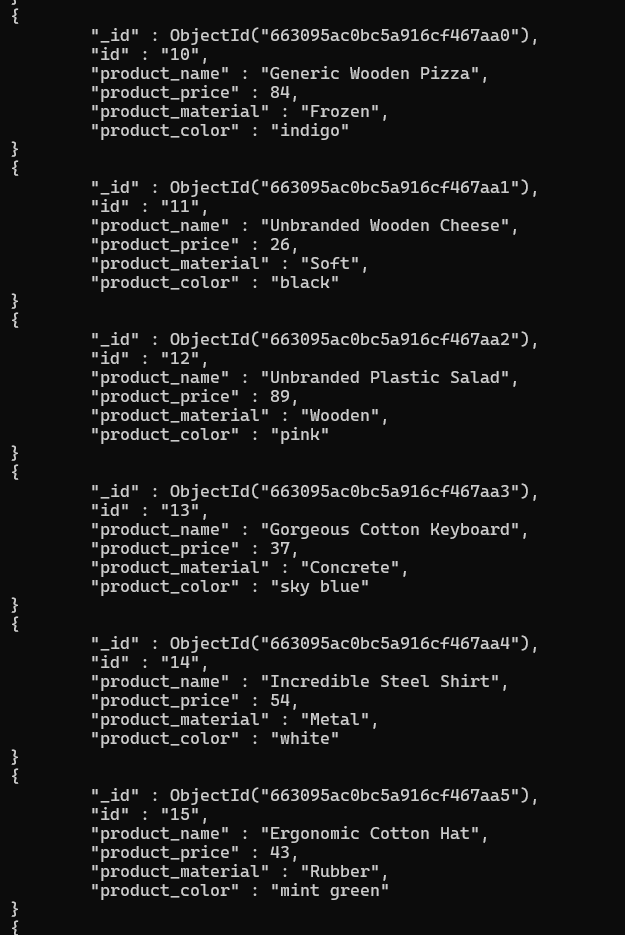 }
{
"_id" : ObjectId("663095ac0bc5a916cf467aa0"),
"id" : "10",
"product_name" : "Generic Wooden Pizza",
"product_price" : 84,
"product_material" : "Frozen",
"product_color" : "indigo"
}
{
"_id" : ObjectId("663095ac0bc5a916cf467aa1"),
"id" : "11",
"product_name" : "Unbranded Wooden Cheese",
"product_price" : 26,
"product_material" : "Soft",
"product_color" : "black"
}
{
"_id" : ObjectId("663095ac0bc5a916cf467aa2"),
"id" : "12",
"product_name" : "Unbranded Plastic Salad",
"product_price" : 89,
"product_material" : "Wooden",
"product_color" : "pink"
}
{
"_id" : ObjectId("663095ac0bc5a916cf467aa3"),
"id" : "13",
"product_name" : "Gorgeous Cotton Keyboard",
"product_price" : 37,
"product_material" : "Concrete",
"product_color" : "sky blue"
}
{
"_id" : ObjectId("663095ac0bc5a916cf467aa4"),
"id" : "14",
"product_name" : "Incredible Steel Shirt",
"product_price" : 54,
"product_material" : "Metal",
"product_color" : "white"
}
{
"_id" : ObjectId("663095ac0bc5a916cf467aa5"),
"id" : "15",
"product_name" : "Ergonomic Cotton Hat",
"product_price" : 43,
"product_material" : "Rubber",
"product_color" : "mint green"
}
{